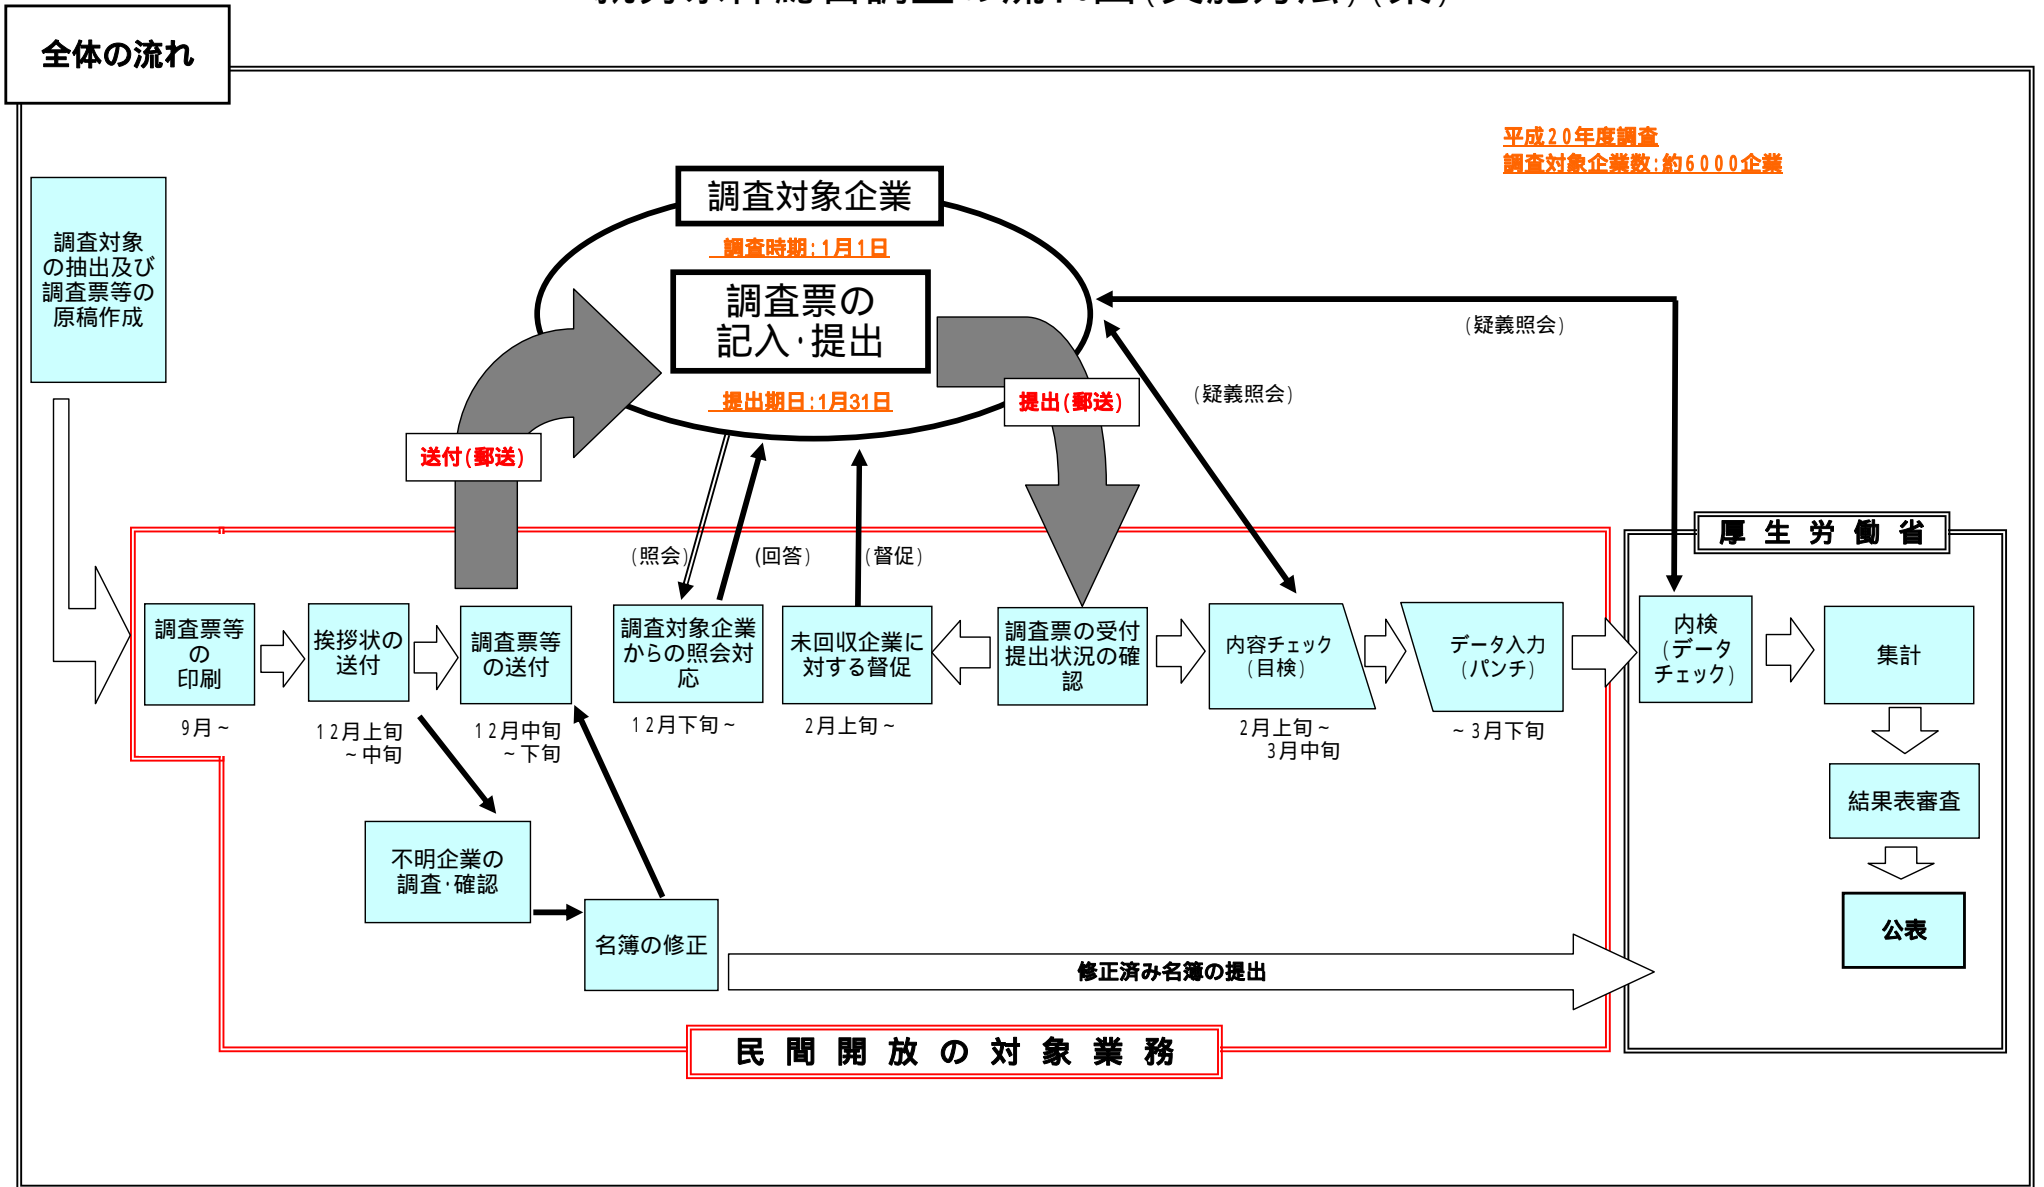 全体の流れ
平成20年度調査
調査対象企業数:約6000企業
調査対象
の抽出及び
調査票等の
原稿作成
調査対象企業
調査時期:1月1日
調査票の
記入・提出
提出期日:1月31日
送付(郵送)
提出(郵送)
(疑義照会)
(疑義照会)
(照会)
(回答)
(督促)
厚生労働省
調査票等
の
印刷
9月~
挨拶状の
送付
12月上旬
~中旬
調査票等
の送付
12月中旬
~下旬
調査対象企業
からの照会対
応
12月下旬~
未回収企業に
対する督促
2月上旬~
調査票の受付
提出状況の確
認
内容チェック
(目検)
2月上旬~
3月中旬
データ入力
(パンチ)
~3月下旬
内検
(データ
チェック)
集計
結果表審査
公表
不明企業の
調査・確認
名簿の修正
修正済み名簿の提出
民間開放の対象業務